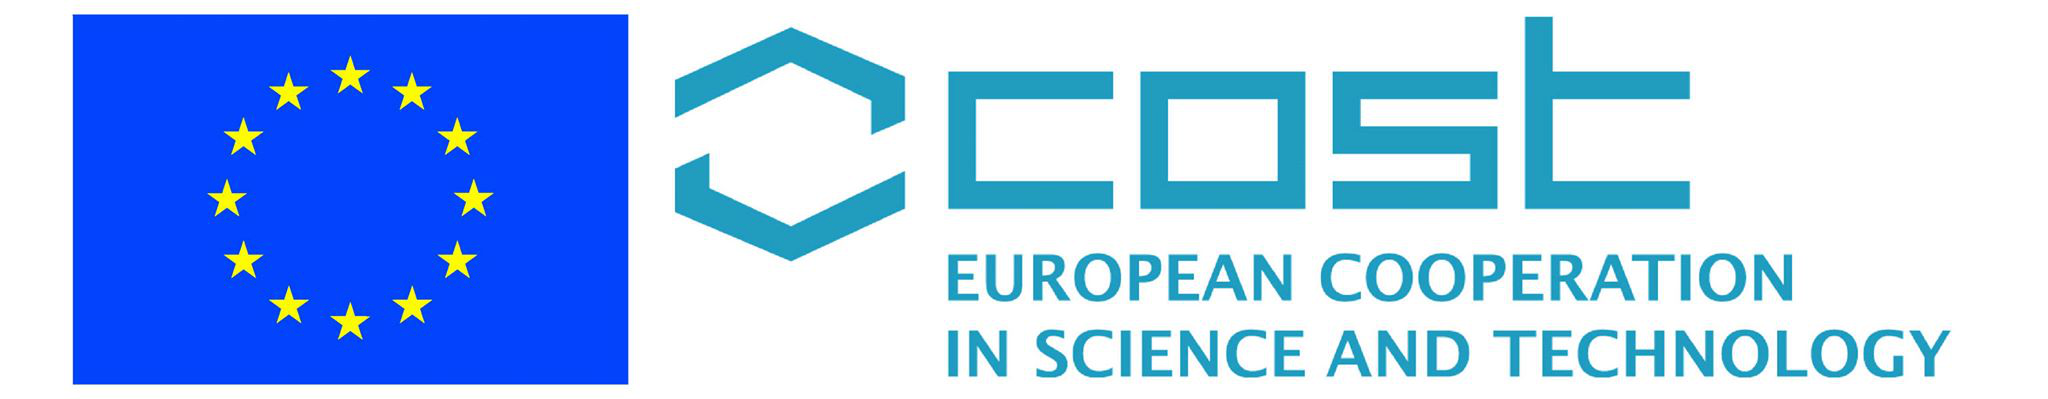 cost
EUROPEAN COOPERATION
IN SCIENCE AND TECHNOLOGY